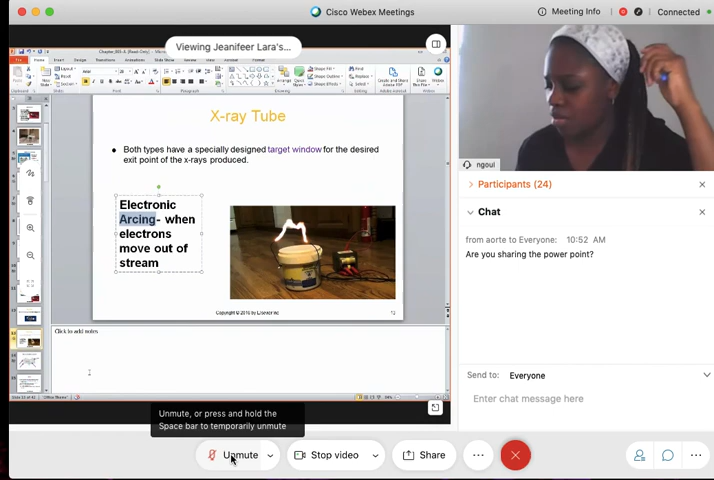 Cisco Webex Meetings
Meeting Info
Connected
Viewing Jeanifeer Lara's...
X-ray Tube
Both types have a specially designed target window for the desired
exit point of the x-rays produced.
Electronic
Arcing- when
electrons
move out of
stream
Click to add notes
Unmute, or press and hold the
Space bar to temporarily unmute
Unmute
Stop video
Share
ngoul
Participants (24)
Chat
from aorte to Everyone: 10:52 AM
Are you sharing the power point?
Send to: Everyone
Enter chat message here